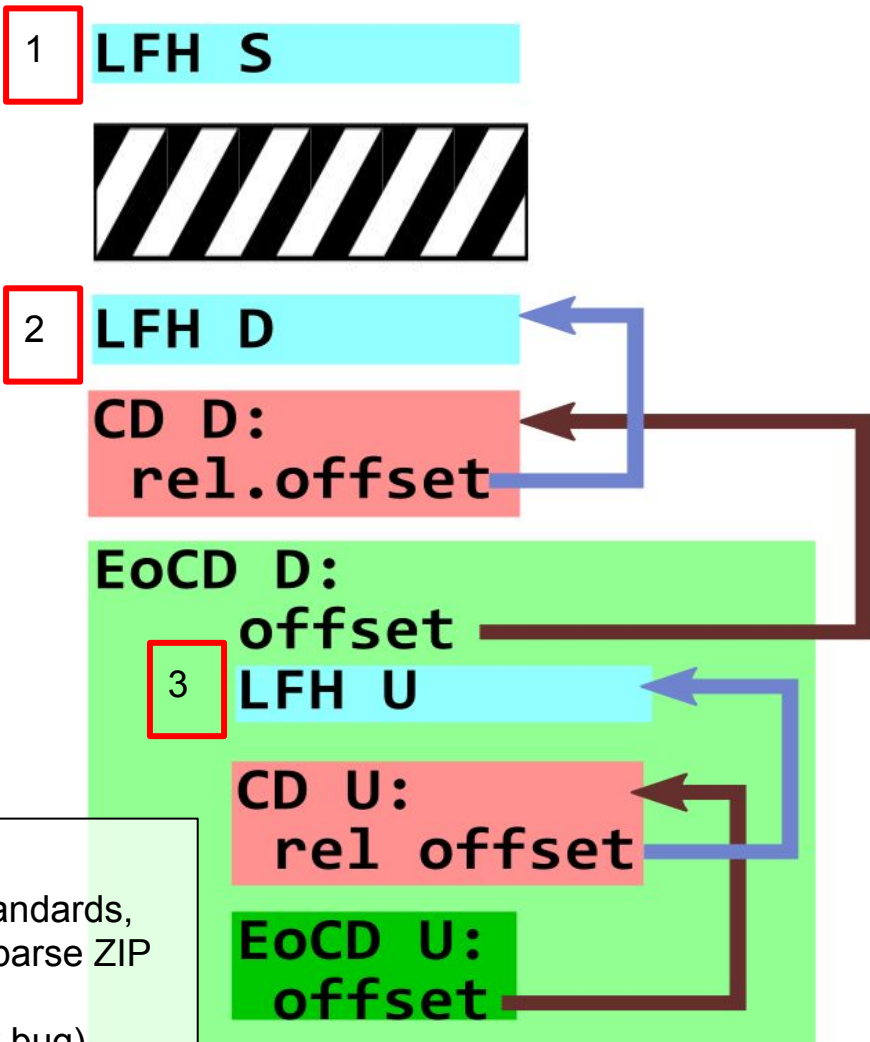 1
LFH S
2
LFH D
CD D:
rel.offset
EoCD D:
offset
3
LFH U
CD U:
rel offset
EoCD U:
offset
andards,
parse ZIP
bug)